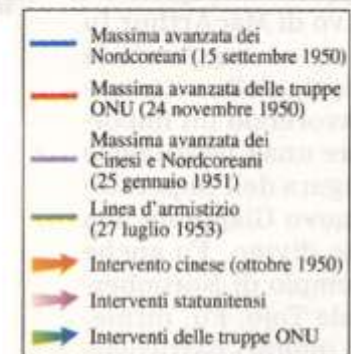 Massima avanzata dei
Nordcoreani (15 settembre 1950)
Massima avanzata delle truppe
ONU (24 novembre 1950)
Massima avanzata dei
Cinesi e Nordcoreani
(25 gennaio 1951)
Linea d'armistizio
(27 luglio 1953)
Intervento cinese (ottobre 1950)
Interventi statunitensi
Interventi delle truppe ONU